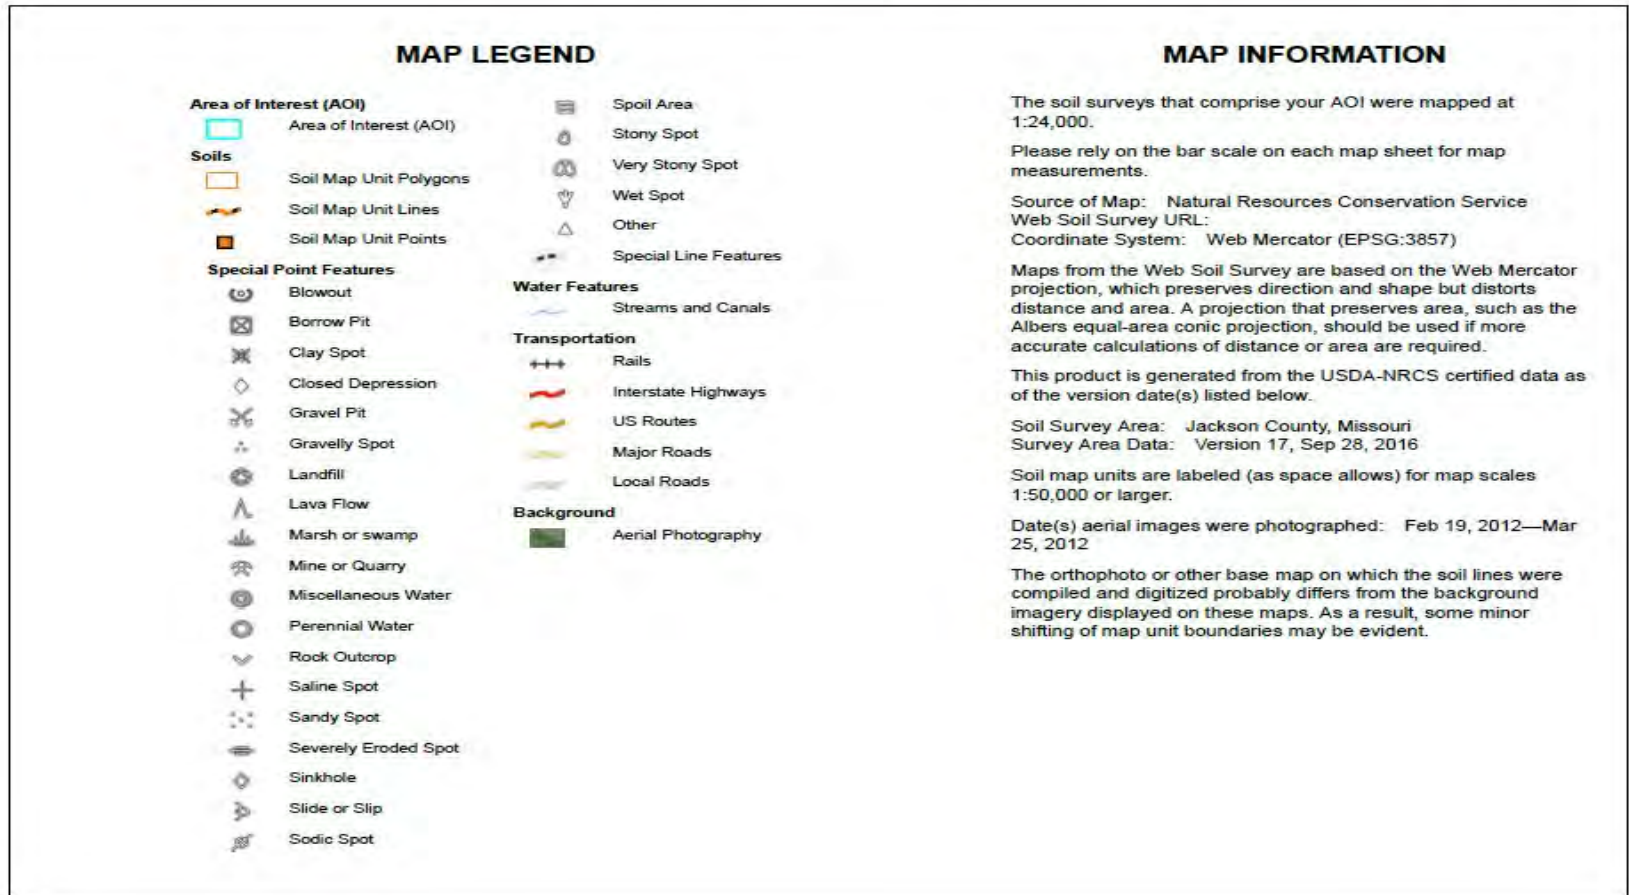 MAP LEGEND
Area of Interest (AOI)
Area of Interest (AOI)
Soils
Soil Map Unit Polygons
Soil Map Unit Lines
Soil Map Unit Points
Special Point Features
Blowout
Borrow Pit
Clay Spot
Closed Depression
Gravel Pit
Gravelly Spot
Landfill
Lava Flow
Marsh or swamp
Mine or Quarry
Miscellaneous Water
Perennial Water
Rock Outcrop
Saline Spot
Sandy Spot
Severely Eroded Spot
Sinkhole
Slide or Slip
Sodic Spot
Spoil Area
Stony Spot
Very Stony Spot
Wet Spot
Other
Special Line Features
Water Features
Streams and Canals
Transportation
Rails
Interstate Highways
US Routes
Major Roads
Local Roads
Background
Aerial Photography
MAP INFORMATION
The soil surveys that comprise your AOI were mapped at
1:24,000.
Please rely on the bar scale on each map sheet for map
measurements.
Source of Map: Natural Resources Conservation Service
Web Soil Survey URL:
Coordinate System: Web Mercator (EPSG:3857)
Maps from the Web Soil Survey are based on the Web Mercator
projection, which preserves direction and shape but distorts
distance and area. A projection that preserves area, such as the
Albers equal-area conic projection, should be used if more
accurate calculations of distance or area are required.
This product is generated from the USDA-NRCS certified data as
of the version date(s) listed below.
Soil Survey Area: Jackson County, Missouri
Survey Area Data: Version 17, Sep 28, 2016
Soil map units are labeled (as space allows) for map scales
1:50,000 or larger.
Date(s) aerial images were photographed: Feb 19, 2012—Mar
25, 2012
The orthophoto or other base map on which the soil lines were
compiled and digitized probably differs from the background
imagery displayed on these maps. As a result, some minor
shifting of map unit boundaries may be evident.